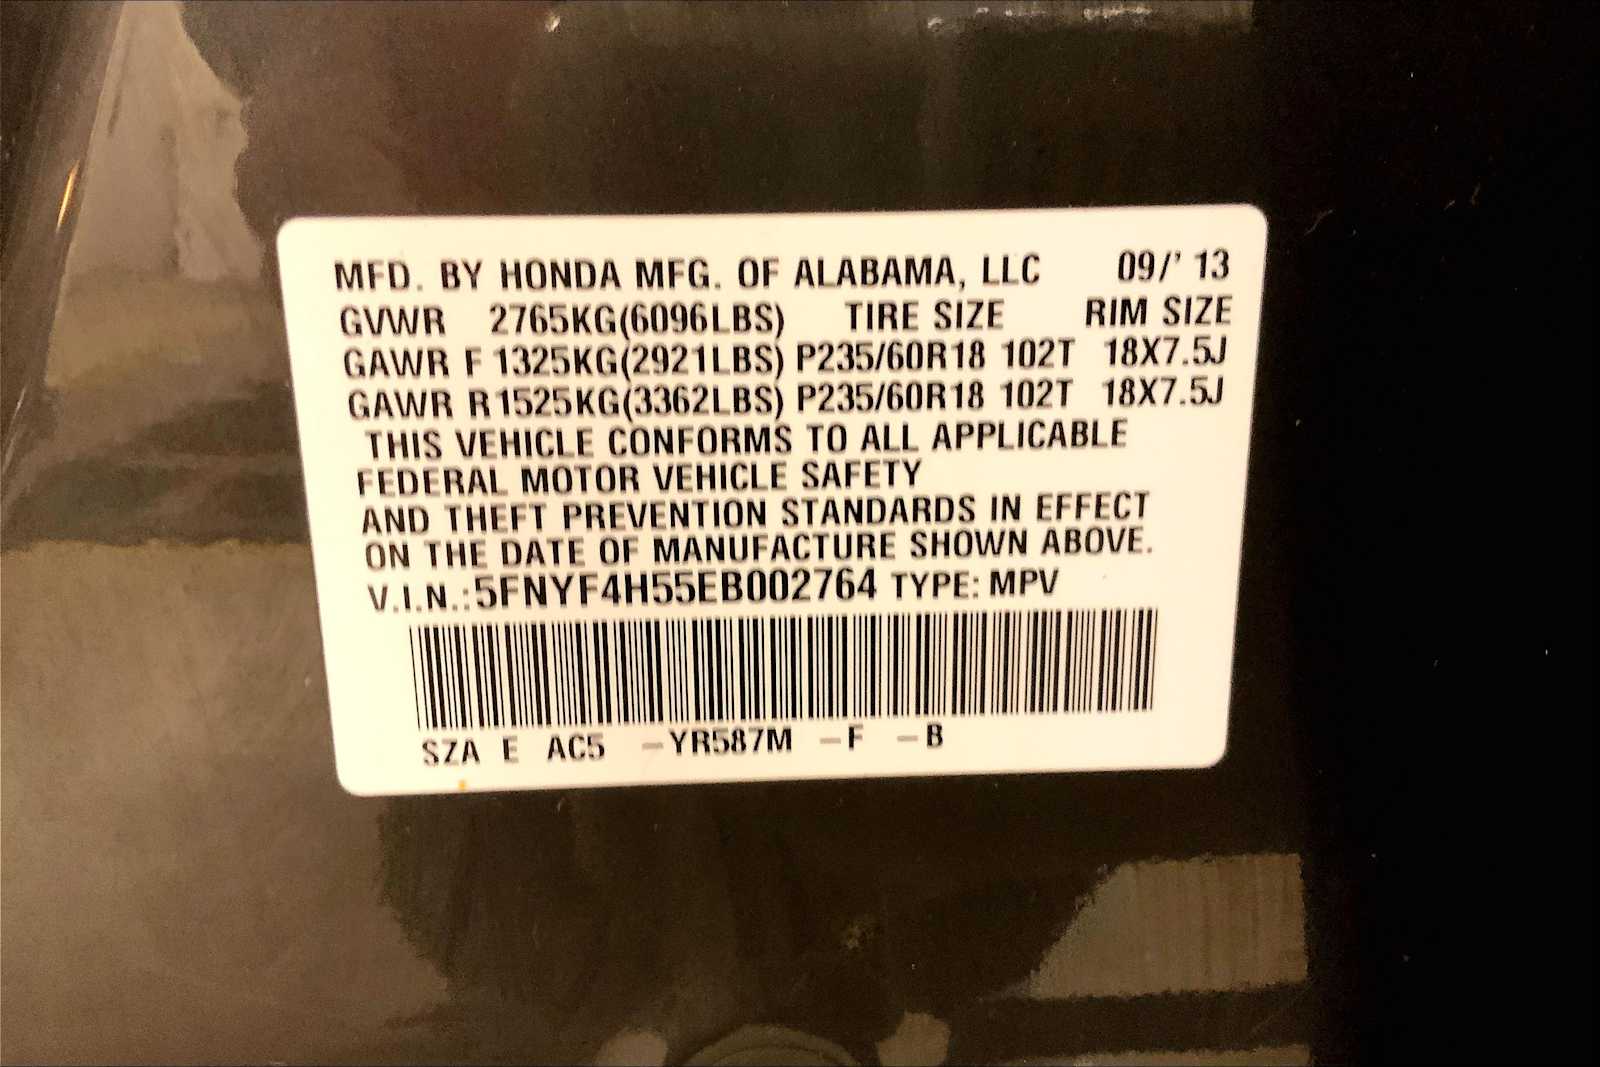 MFD. BY HONDA MFG. OF ALABAMA, LLC 09/' 13
GVWR 2765KG(6096LBS) TIRE SIZE RIM SIZE
GAWR F 1325KG(2921LBS) P235/60R18 102T 18X7.5J
GAWR R1525KG(3362LBS) P235/60R18 102T 18X7.5J
THIS VEHICLE CONFORMS TO ALL APPLICABLE
FEDERAL MOTOR VEHICLE SAFETY
AND THEFT PREVENTION STANDARDS IN EFFECT
ON THE DATE OF MANUFACTURE SHOWN ABOVE.
V.I.N.:5FNYF4H55EB002764 TYPE: MPV
SZA E AC5 -YR587M -F -B